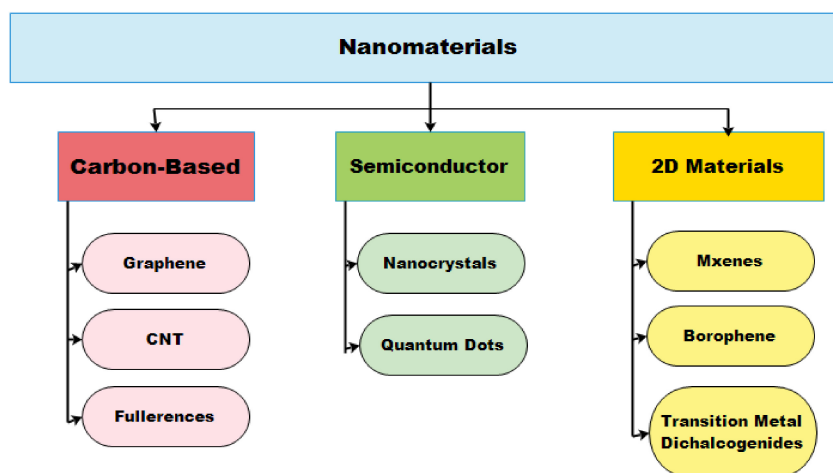 Nanomaterials
Carbon-Based
Semiconductor
2D Materials
Graphene
CNT
Fullerences
Nanocrystals
Quantum Dots
Mxenes
Borophene
Transition Metal
Dichalcogenides